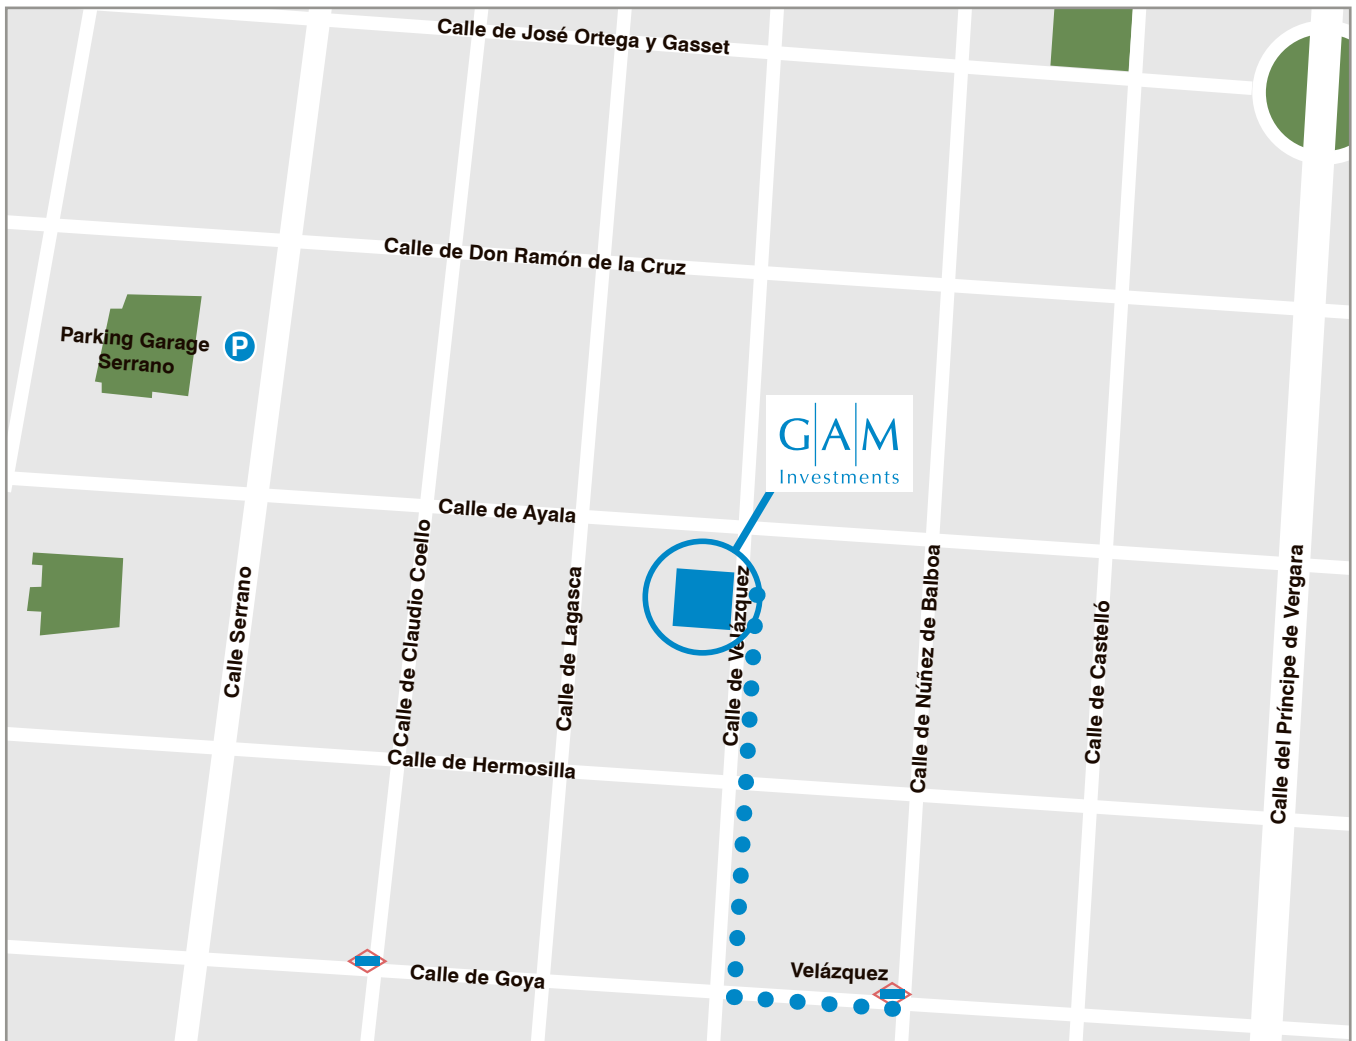 Calle de José Ortega y Gasset
Calle de Don Ramón de la Cruz
Parking Garage
Serrano
P
G|A|M
Investments
Calle de Ayala
Calle Serrano
Calle de Claudio Coello
Calle de Lagasca
Calle de Velázquez
Calle de Núñez de Balboa
Calle de Castelló
Calle del Príncipe de Vergara
Calle de Hermosilla
Calle de Goya
Velázquez